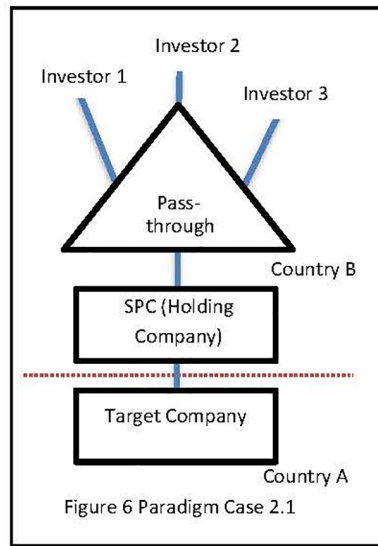 Investor 2
Investor 1
Investor 3
Pass-
through
Country B
SPC (Holding
Company)
Target Company
Country A
Figure 6 Paradigm Case 2.1